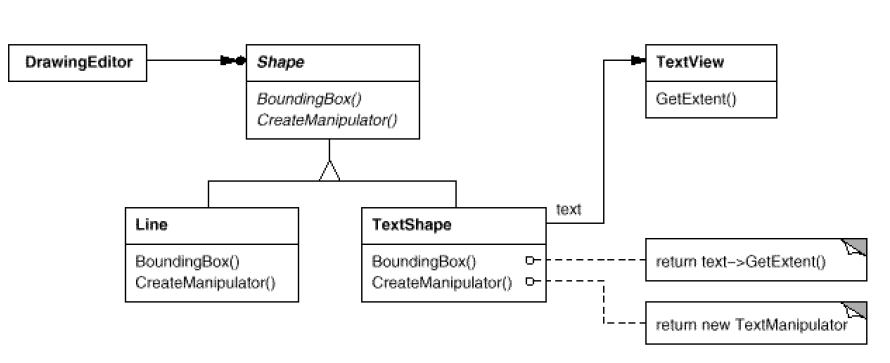 DrawingEditor
Shape
BoundingBox()
CreateManipulator()
TextView
GetExtent()
Line
BoundingBox()
CreateManipulator()
TextShape
BoundingBox()
CreateManipulator()
text
return text->GetExtent()
return new TextManipulator